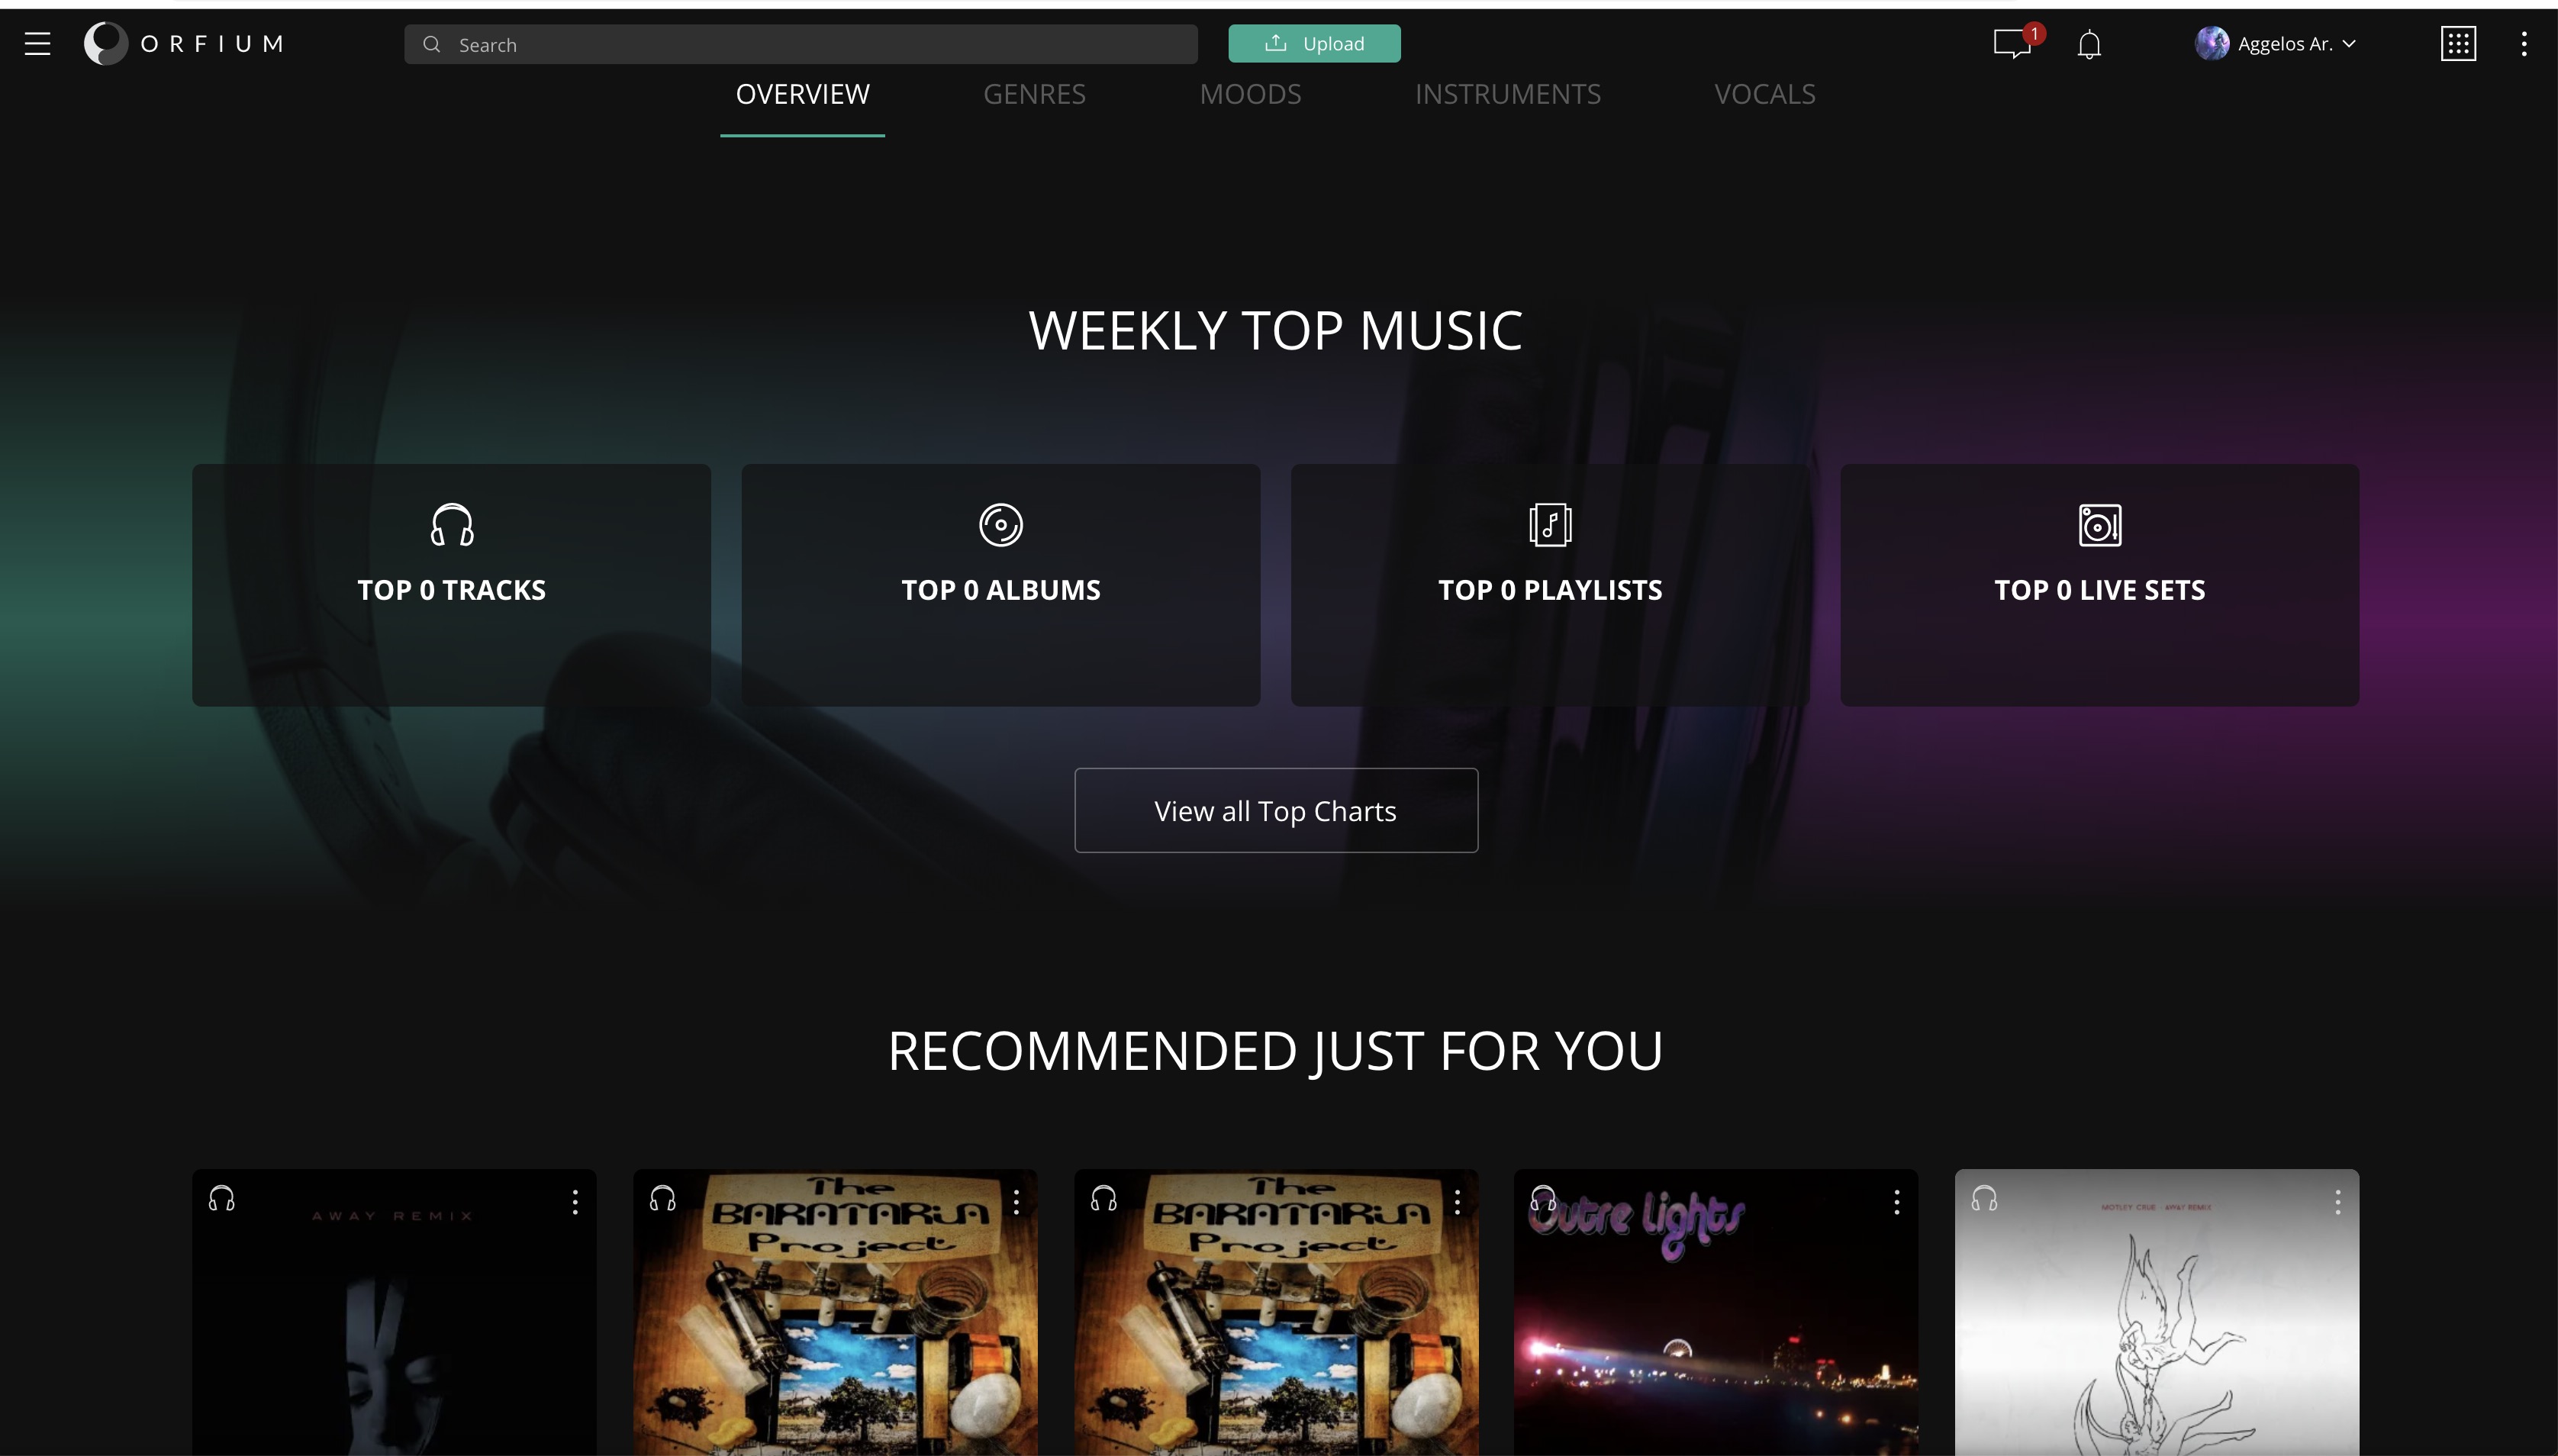 ORFIUM
Search
Upload
1
Aggelos Ar.
OVERVIEW
GENRES
MOODS
INSTRUMENTS
VOCALS
WEEKLY TOP MUSIC
TOP 0 TRACKS
TOP 0 ALBUMS
TOP 0 PLAYLISTS
TOP 0 LIVE SETS
View all Top Charts
RECOMMENDED JUST FOR YOU
AWAY REMIX
The
BARATARIA
Project
The
BARATARIA
Project
Outre Lights
MOTLEY CRUE - AWAY REMIX